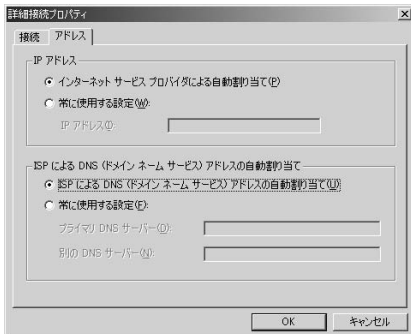 詳細接続プロパティ
接続 アドレス
IP アドレス
インターネット サービス プロバイダによる自動割り当て(P)
常に使用する設定(W):
IP アドレス(I):
ISP による DNS (ドメイン ネーム サービス) アドレスの自動割り当て
ISP による DNS (ドメイン ネーム サービス) アドレスの自動割り当て(U)
常に使用する設定(F):
プライマリ DNS サーバー(D):
別の DNS サーバー(N):
OK キャンセル